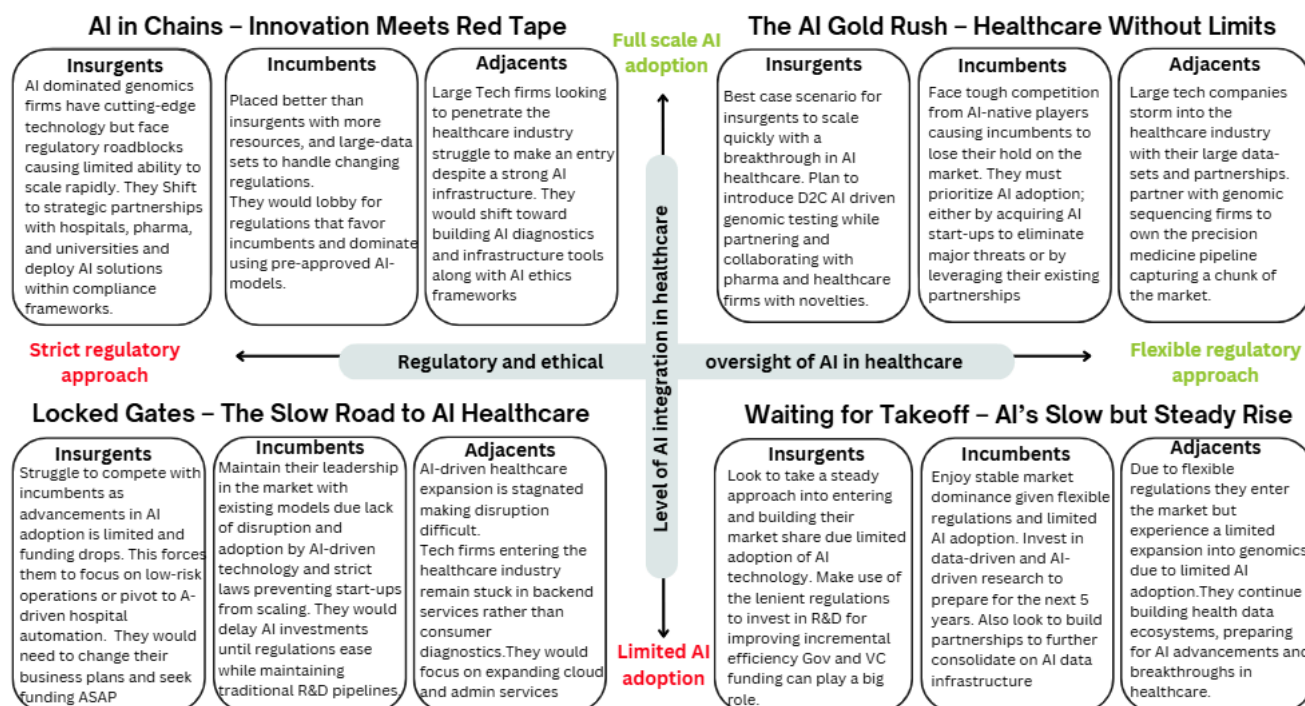 AI in Chains – Innovation Meets Red Tape
Insurgents
AI dominated genomics
firms have cutting-edge
technology but face
regulatory roadblocks
causing limited ability to
scale rapidly. They Shift
to strategic partnerships
with hospitals, pharma,
and universities and
deploy AI solutions
within compliance
frameworks.
Incumbents
Placed better than
insurgents with more
resources, and large-data
sets to handle changing
regulations.
They would lobby for
regulations that favor
incumbents and dominate
using pre-approved AI-
models.
Adjacents
Large Tech firms looking
to penetrate the
healthcare industry
struggle to make an entry
despite a strong AI
infrastructure. They
would shift toward
building AI diagnostics
and infrastructure tools
along with AI ethics
frameworks
Full scale AI
adoption
The AI Gold Rush – Healthcare Without Limits
Insurgents
Best case scenario for
insurgents to scale
quickly with a
breakthrough in AI
healthcare. Plan to
introduce D2C AI driven
genomic testing while
partnering and
collaborating with
pharma and healthcare
firms with novelties.
Incumbents
Face tough competition
from AI-native players
causing incumbents to
lose their hold on the
market. They must
prioritize AI adoption;
either by acquiring AI
start-ups to eliminate
major threats or by
leveraging their existing
partnerships
Adjacents
Large tech companies
storm into the
healthcare industry
with their large data-
sets and partnerships.
partner with genomic
sequencing firms to
own the precision
medicine pipeline
capturing a chunk of
the market.
Strict regulatory
approach
Regulatory and ethical oversight of AI in healthcare
Level of AI integration in healthcare
Flexible regulatory
approach
Locked Gates – The Slow Road to AI Healthcare
Insurgents
Struggle to compete with
incumbents as
advancements in AI
adoption is limited and
funding drops. This forces
them to focus on low-risk
operations or pivot to A-
driven hospital
automation. They would
need to change their
business plans and seek
funding ASAP
Incumbents
Maintain their leadership
in the market with
existing models due lack
of disruption and
adoption by AI-driven
technology and strict
laws preventing start-ups
from scaling. They would
delay AI investments
until regulations ease
while maintaining
traditional R&D pipelines.
Adjacents
AI-driven healthcare
expansion is stagnated
making disruption
difficult.
Tech firms entering the
healthcare industry
remain stuck in backend
services rather than
consumer
diagnostics.They would
focus on expanding cloud
and admin services
Limited AI
adoption
Waiting for Takeoff – AI’s Slow but Steady Rise
Insurgents
Look to take a steady
approach into entering
and building their
market share due limited
adoption of AI
technology. Make use of
the lenient regulations
to invest in R&D for
improving incremental
efficiency Gov and VC
funding can play a big
role.
Incumbents
Enjoy stable market
dominance given flexible
regulations and limited
AI adoption. Invest in
data-driven and AI-
driven research to
prepare for the next 5
years. Also look to build
partnerships to further
consolidate on AI data
infrastructure
Adjacents
Due to flexible
regulations they enter
the market but
experience a limited
expansion into genomics
due to limited AI
adoption.They continue
building health data
ecosystems, preparing
for AI advancements and
breakthroughs in
healthcare.